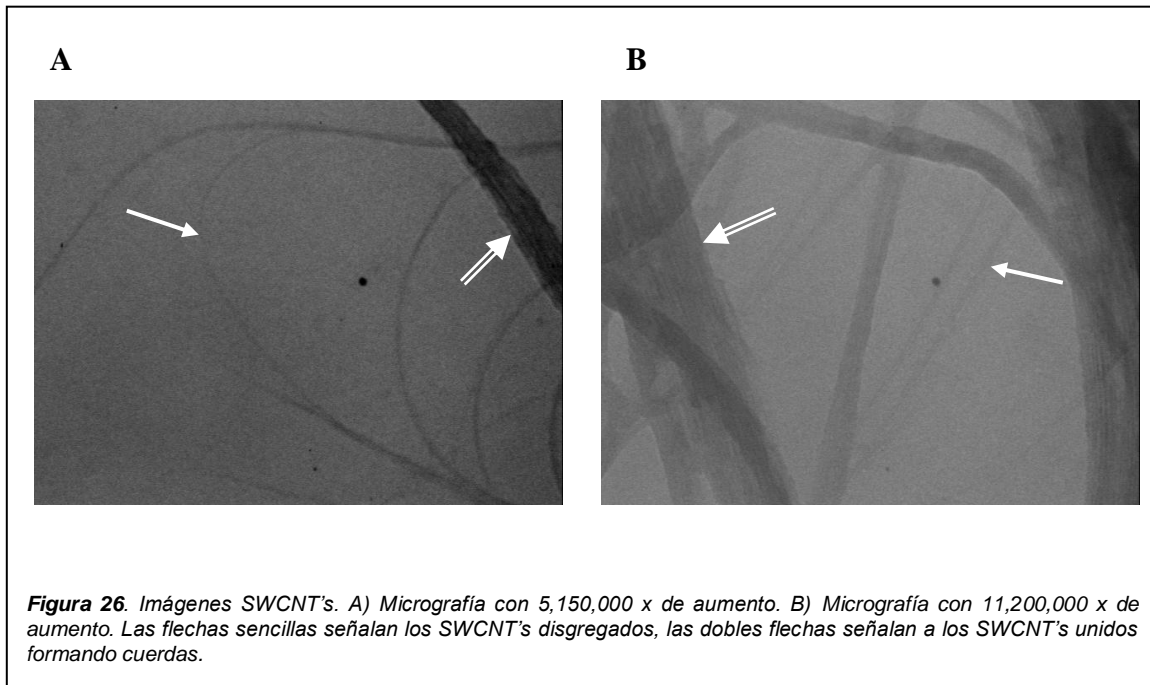 A B
Figura 26. Imágenes SWCNT's. A) Micrografía con 5,150,000 x de aumento. B) Micrografía con 11,200,000 x de
aumento. Las flechas sencillas señalan los SWCNT's disgregados, las dobles flechas señalan a los SWCNT's unidos
formando cuerdas.